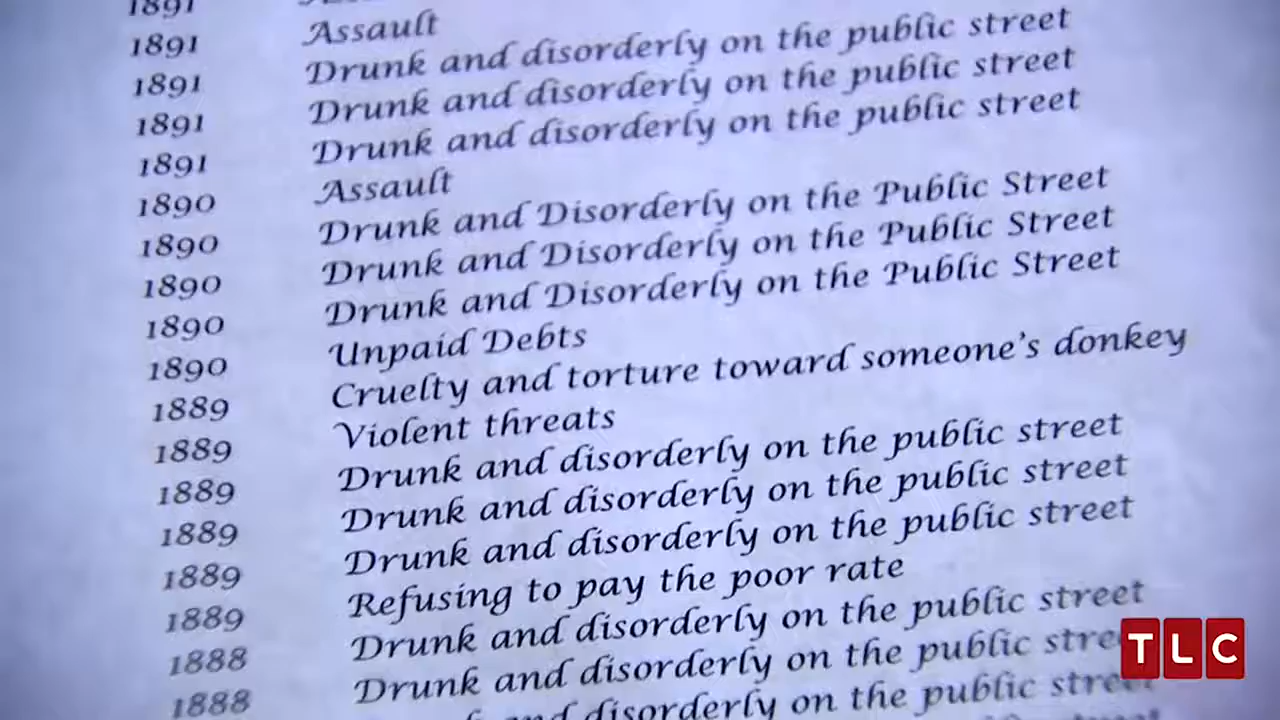 1891
1891 Assault
1891 Drunk and disorderly on the public street
1891 Drunk and disorderly on the public street
1891 Drunk and disorderly on the public street
1890 Assault
1890 Drunk and Disorderly on the Public Street
1890 Drunk and Disorderly on the Public Street
1890 Drunk and Disorderly on the Public Street
1890 Unpaid Debts
1889 Cruelty and torture toward someone's donkey
1889 Violent threats
1889 Drunk and disorderly on the public street
1889 Drunk and disorderly on the public street
1889 Drunk and disorderly on the public street
1889 Refusing to pay the poor rate
1888 Drunk and disorderly on the public street
1888 Drunk and disorderly on the public stre
and disorderly on the public street
TLC